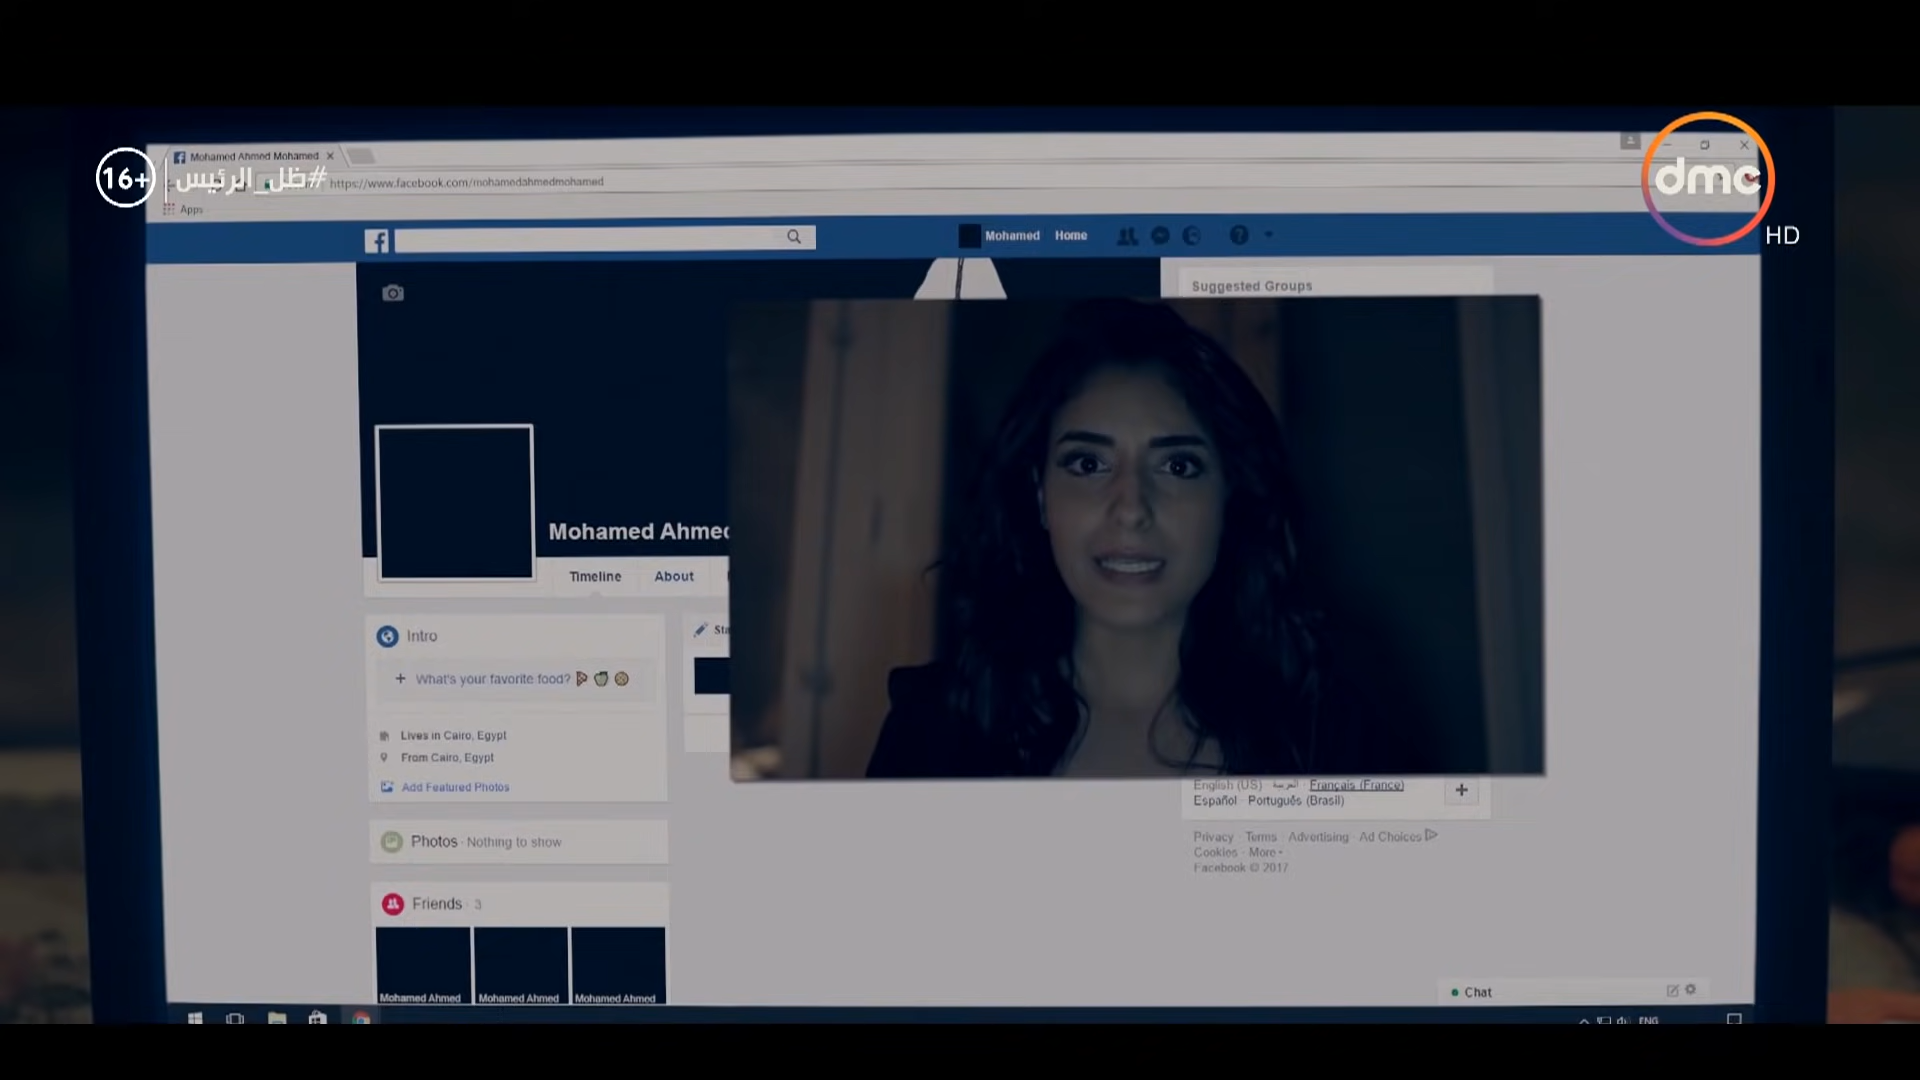 Mohamed Ahmed Mohamed
16+
#ظل_الرئيس
https://www.facebook.com/mohamedahmedmohamed
dmc
HD
Apps
Mohamed Home
Suggested Groups
Mohamed Ahmed
Timeline About
Intro
What's your favorite food?
Lives in Cairo, Egypt
From Cairo, Egypt
Add Featured Photos
Photos · Nothing to show
Friends · 3
Mohamed Ahmed Mohamed Ahmed Mohamed Ahmed
English (US) · العربية · Français (France)
Español · Português (Brasil)
Privacy · Terms · Advertising · Ad Choices
Cookies · More
Facebook © 2017
Chat
ENG